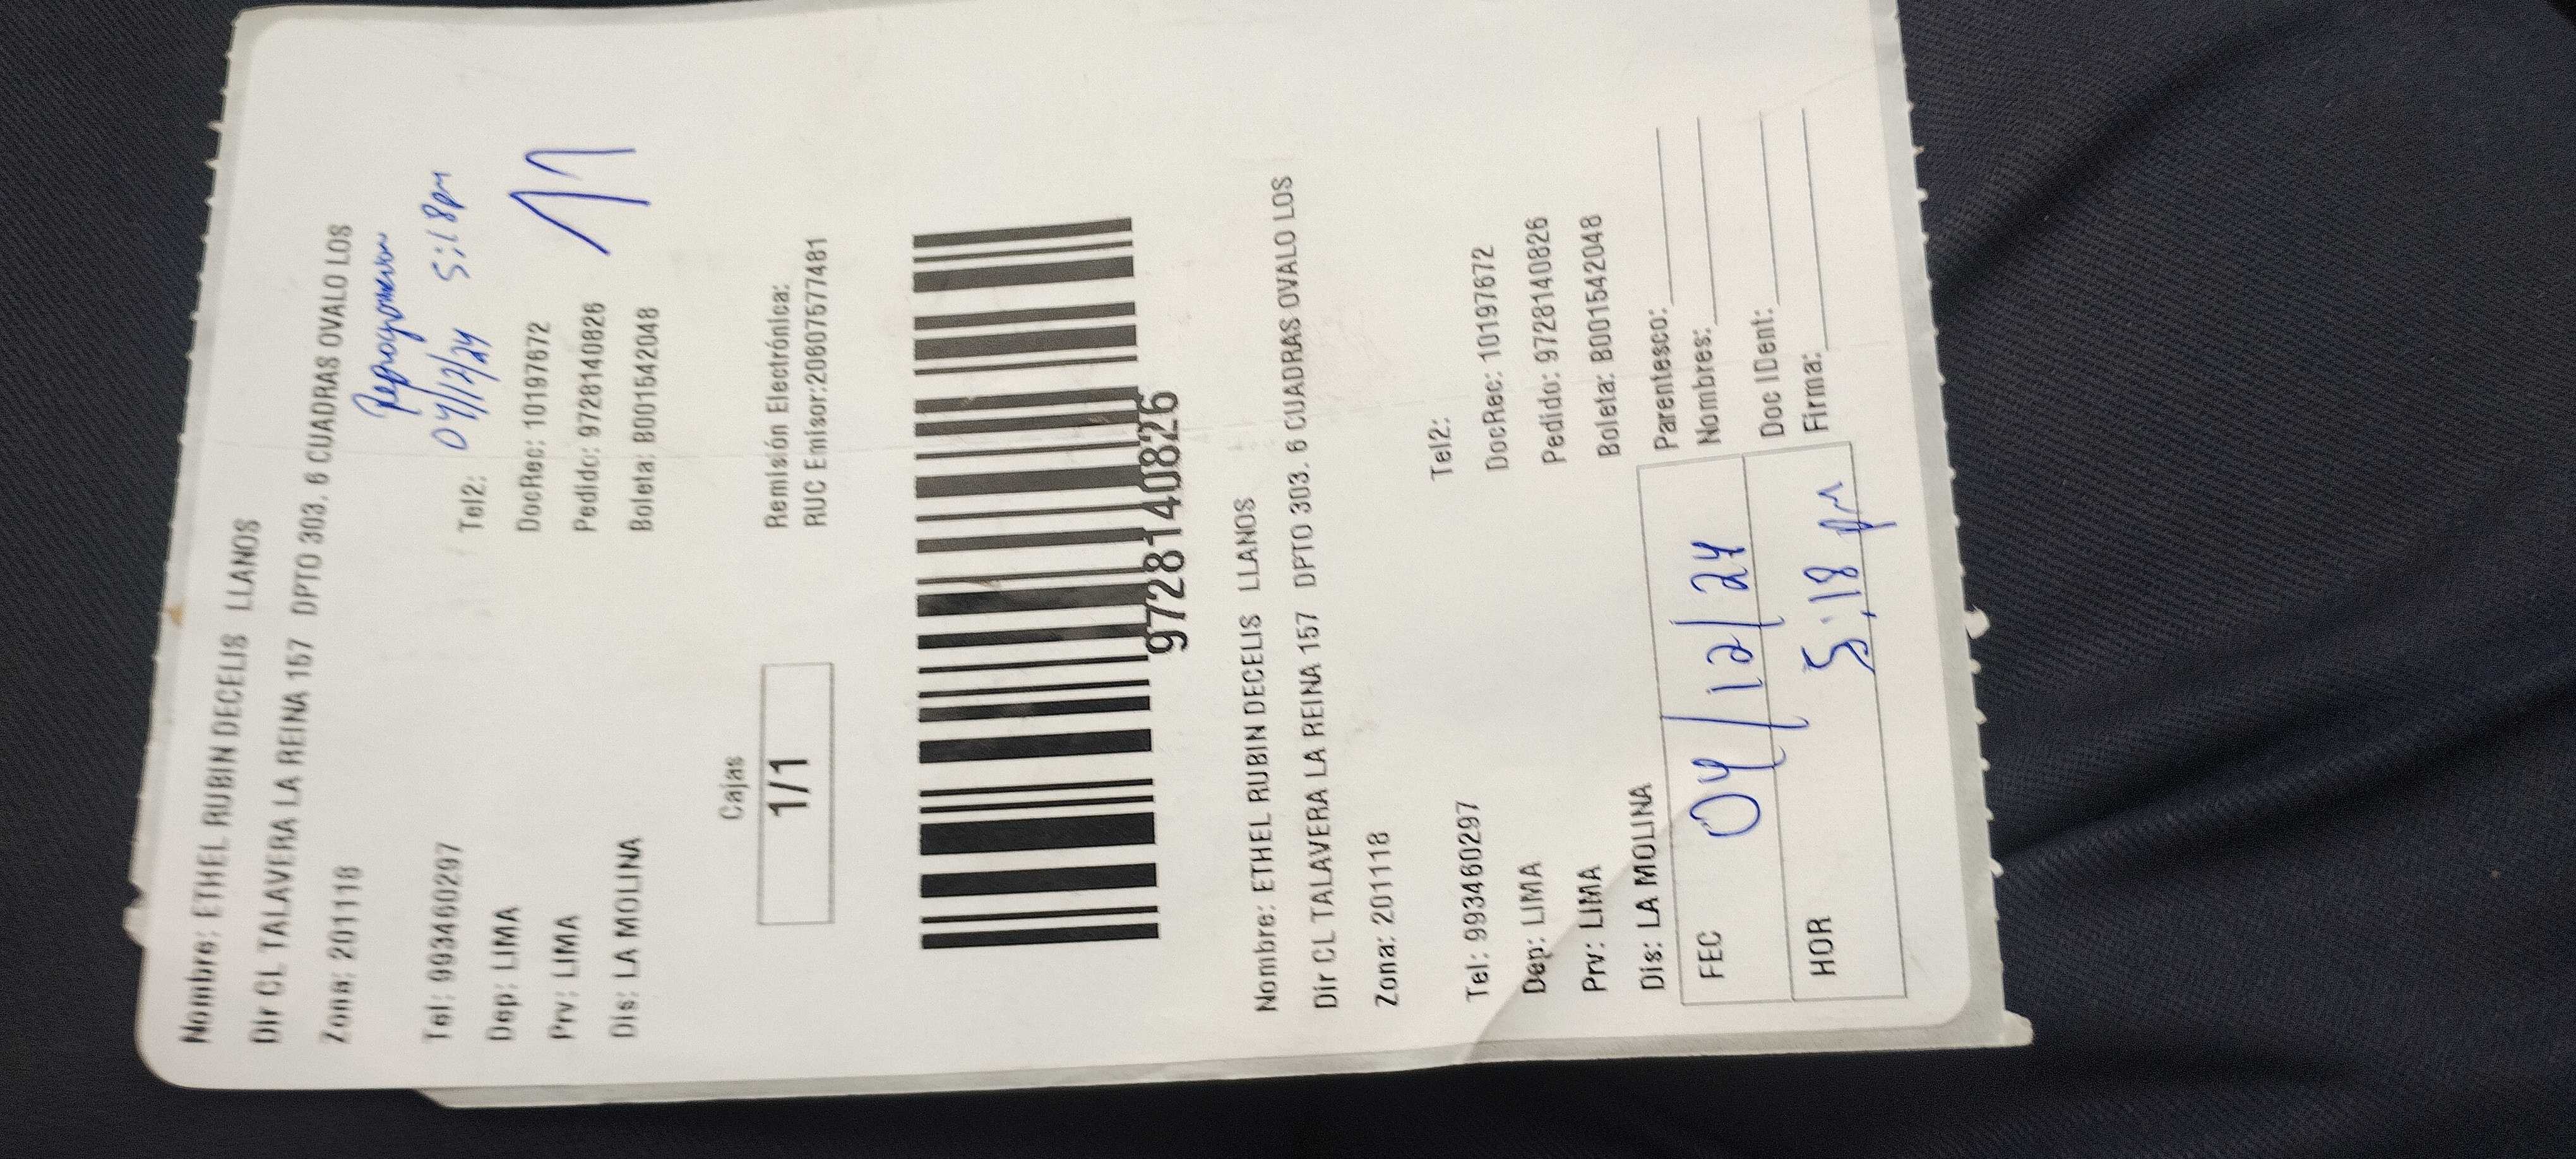 Nombre: ETHEL RUBIN DECELIS LLANOS
Dir CL TALAVERA LA REINA 157 DPTO 303. 6 CUADRAS OVALO LOS
Zona: 201118
04/12/24 5:18pm
Tel: 993460297 Tel2:
Dep: LIMA DocRec: 10197672
Prv: LIMA Pedido: 9728140826
Dis: LA MOLINA Boleta: B001542048
Cajas
1/1
Remisión Electrónica:
RUC Emisor:20607577481
9728140826
Nombre: ETHEL RUBIN DECELIS LLANOS
Dir CL TALAVERA LA REINA 157 DPTO 303. 6 CUADRAS OVALO LOS
Zona: 201118
Tel: 993460297 Tel2:
Dep: LIMA DocRec: 10197672
Prv: LIMA Pedido: 9728140826
Dis: LA MOLINA Boleta: B001542048
FEC 04/12/24
HOR 5:18 pm
Parentesco:
Nombres:
Doc IDent:
Firma: